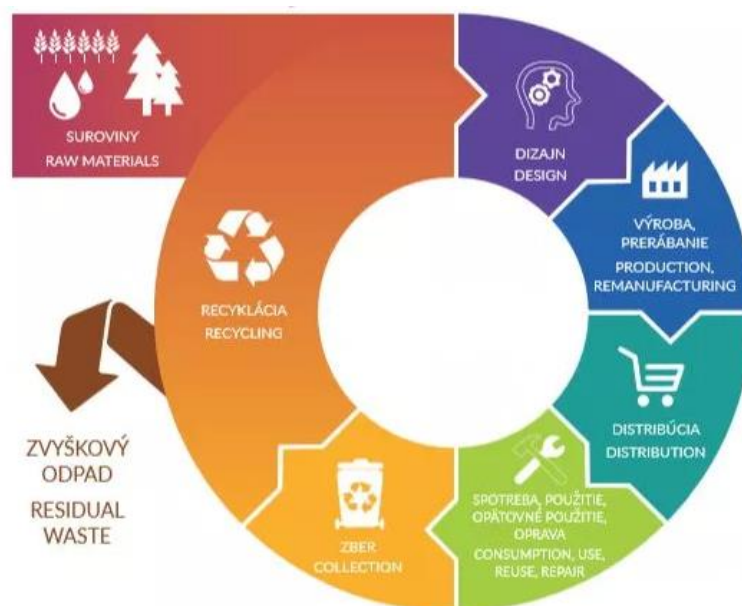 SUROVINY
RAW MATERIALS
DIZAJN
DESIGN
VÝROBA,
PRERÁBANIE
PRODUCTION,
REMANUFACTURING
RECYKLÁCIA
RECYCLING
DISTRIBÚCIA
DISTRIBUTION
ZVYŠKOVÝ
ODPAD
RESIDUAL
WASTE
ZBER
COLLECTION
SPOTREBA, POUŽITIE,
OPÄTOVNÉ POUŽITIE,
OPRAVA
CONSUMPTION, USE,
REUSE, REPAIR